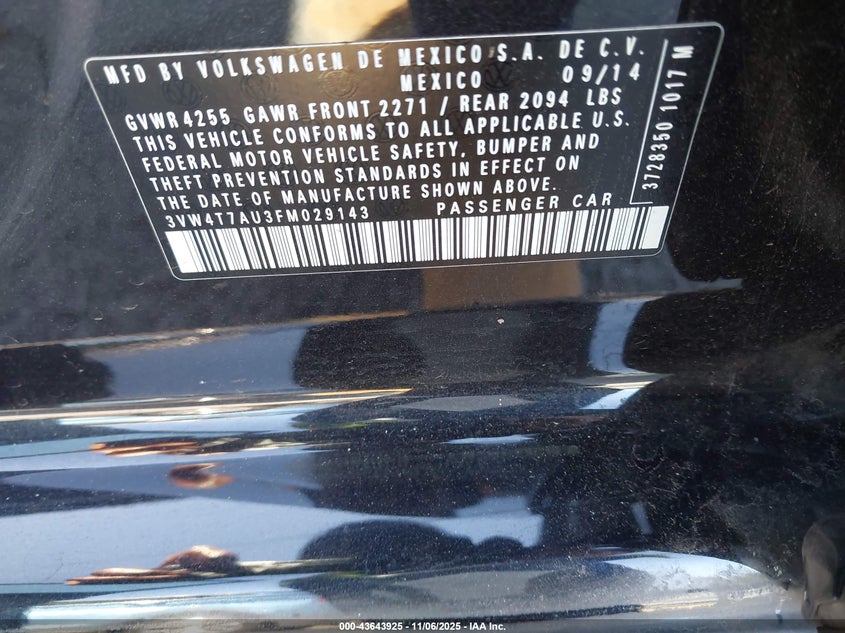 MFD BY VOLKSWAGEN DE MEXICO S.A. DE C.V.
MEXICO 09/14
GVWR 4255 GAWR FRONT 2271 / REAR 2094 LBS
THIS VEHICLE CONFORMS TO ALL APPLICABLE U.S.
FEDERAL MOTOR VEHICLE SAFETY, BUMPER AND
THEFT PREVENTION STANDARDS IN EFFECT ON
THE DATE OF MANUFACTURE SHOWN ABOVE.
3VW4T7AU3FM029143 PASSENGER CAR
3728350 1017 M
000-43643925 - 11/06/2025 - IAA Inc.